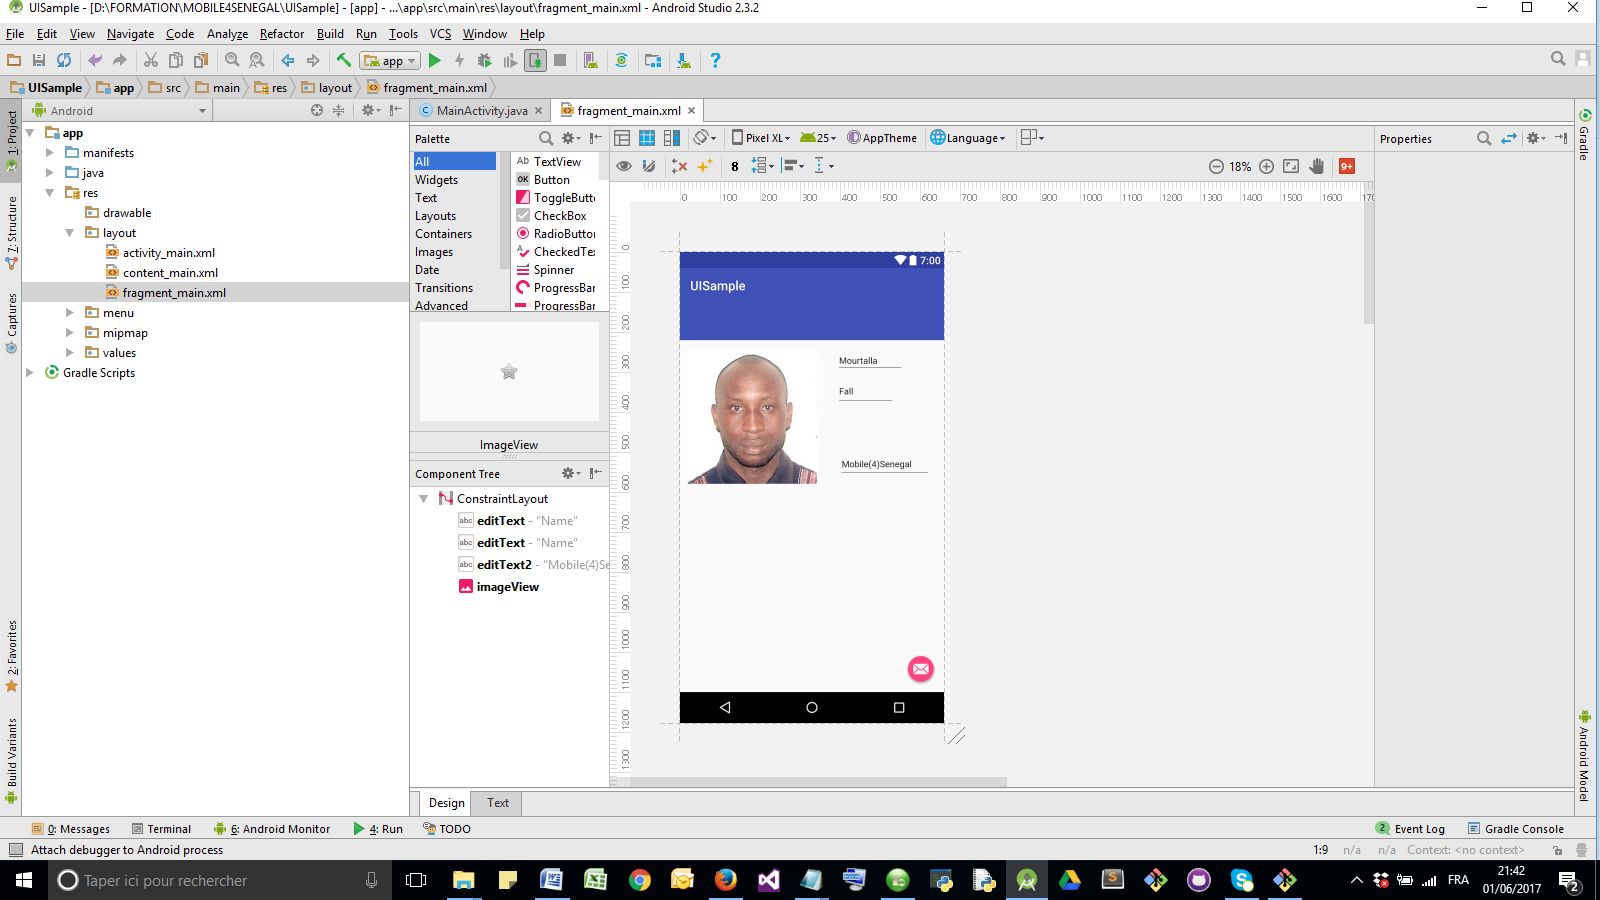 UISample - [D:\FORMATION\MOBILE4SENEGAL\UISample] - [app] - ...\app\src\main\res\layout\fragment_main.xml - Android Studio 2.3.2
File Edit View Navigate Code Analyze Refactor Build Run Tools VCS Window Help
app
UISample app src main res layout fragment_main.xml
1: Project
7: Structure
Captures
2: Favorites
Build Variants
Android
app
manifests
java
res
drawable
layout
activity_main.xml
content_main.xml
fragment_main.xml
menu
mipmap
values
Gradle Scripts
MainActivity.java
fragment_main.xml
Palette
All
Widgets
Text
Layouts
Containers
Images
Date
Transitions
Advanced
Ab TextView
OK Button
ToggleButt
CheckBox
RadioButton
CheckedTe
Spinner
ProgressBar
ProgressBar
ImageView
Component Tree
ConstraintLayout
abc editText - "Name"
abc editText - "Name"
abc editText2 - "Mobile(4)Se
imageView
Pixel XL 25 AppTheme Language
8
18%
9+
0 100 200 300 400 500 600 700 800 900 1000 1100 1200 1300 1400 1500 1600 170
0
100
200
300
400
500
600
700
800
900
1000
1100
1200
1300
7:00
UISample
Mourtalla
Fall
Mobile(4)Senegal
Properties
Gradle
Android Model
Design Text
0: Messages Terminal 6: Android Monitor 4: Run TODO
2 Event Log Gradle Console
Attach debugger to Android process
1:9 n/a n/a Context: <no context>
Taper ici pour rechercher
FRA
21:42
01/06/2017
2